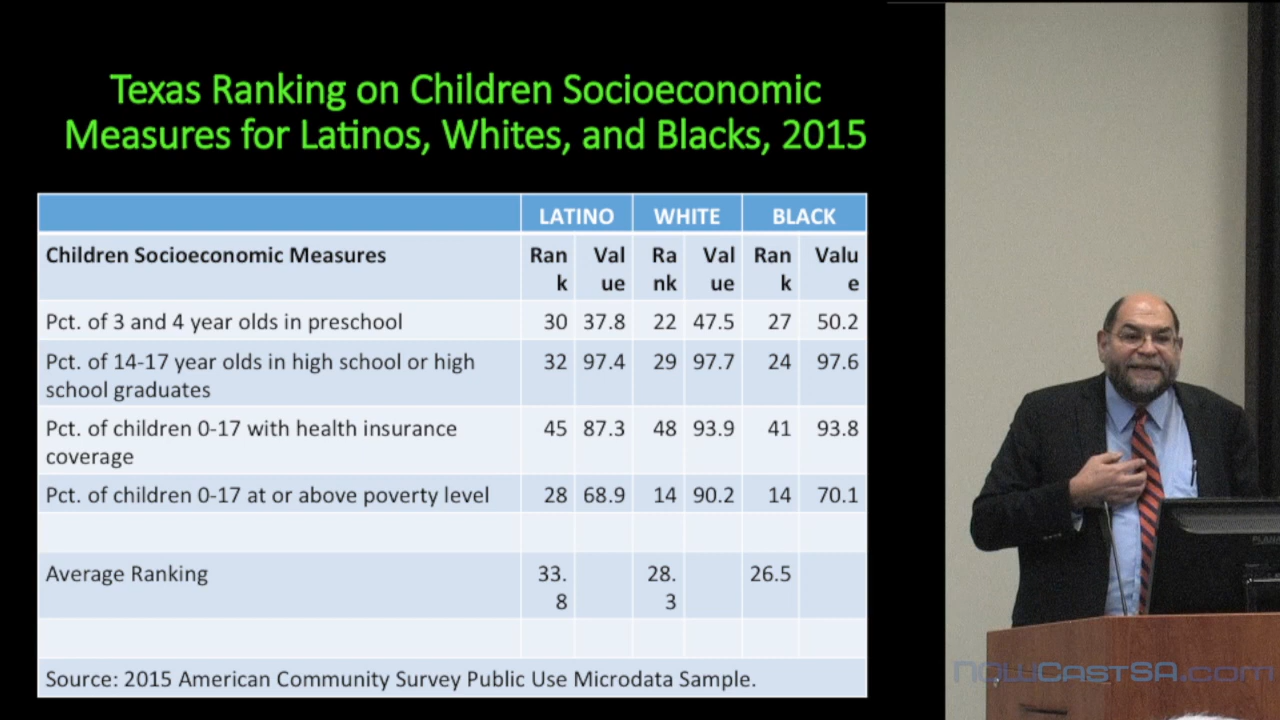 Texas Ranking on Children Socioeconomic
Measures for Latinos, Whites, and Blacks, 2015
LATINO WHITE BLACK
Children Socioeconomic Measures Ran Val Ra Val Ran Valu
k ue nk ue k e
Pct. of 3 and 4 year olds in preschool 30 37.8 22 47.5 27 50.2
Pct. of 14-17 year olds in high school or high 32 97.4 29 97.7 24 97.6
school graduates
Pct. of children 0-17 with health insurance 45 87.3 48 93.9 41 93.8
coverage
Pct. of children 0-17 at or above poverty level 28 68.9 14 90.2 14 70.1
Average Ranking 33. 28. 26.5
8 3
Source: 2015 American Community Survey Public Use Microdata Sample.
NOWCastSA.com